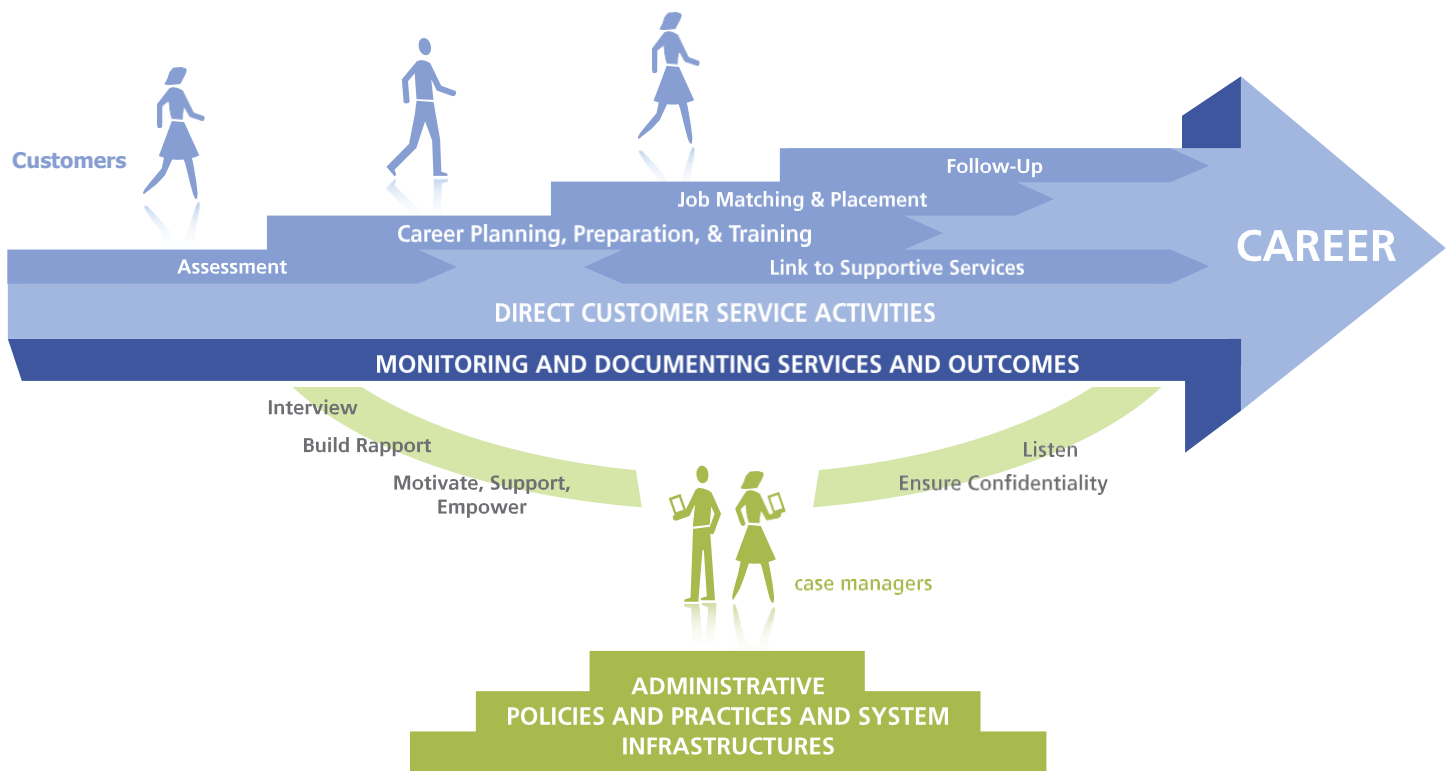 Customers
Follow-Up
Job Matching & Placement
Career Planning, Preparation, & Training
Assessment
Link to Supportive Services
CAREER
DIRECT CUSTOMER SERVICE ACTIVITIES
MONITORING AND DOCUMENTING SERVICES AND OUTCOMES
Interview
Build Rapport
Motivate, Support,
Empower
Listen
Ensure Confidentiality
case managers
ADMINISTRATIVE
POLICIES AND PRACTICES AND SYSTEM
INFRASTRUCTURES